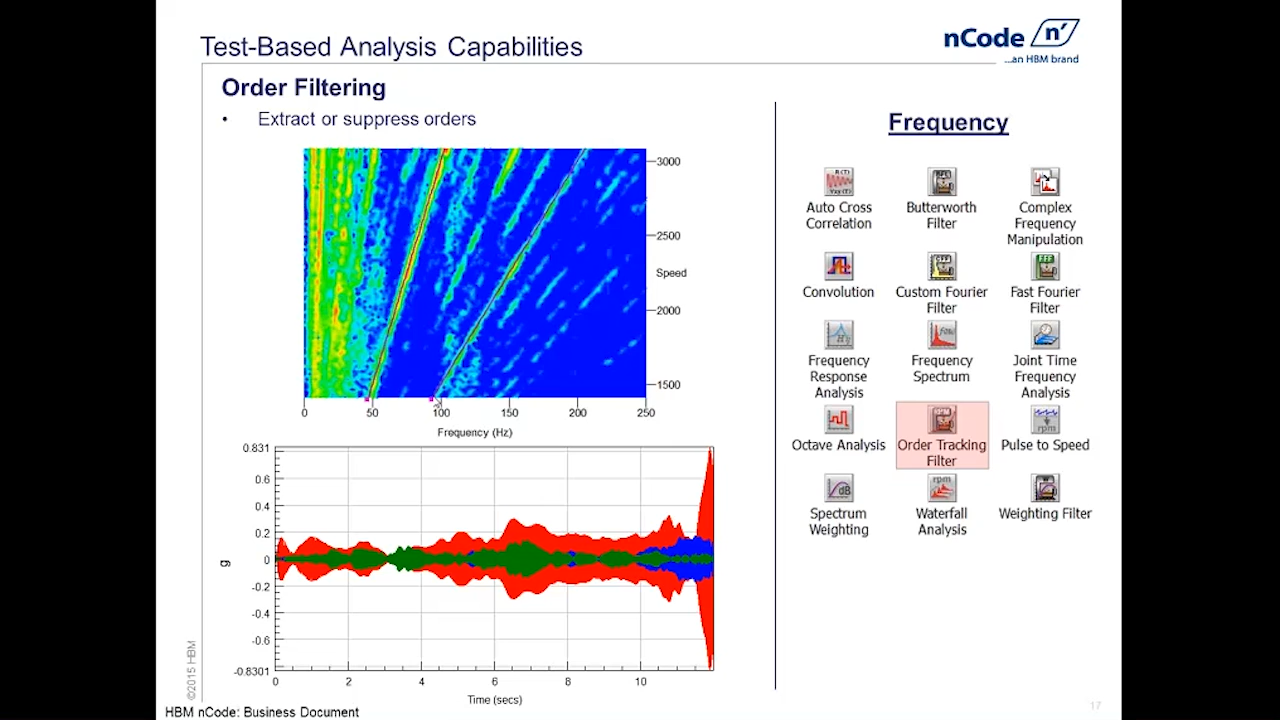 Test-Based Analysis Capabilities
nCode n'
...an HBM brand
Order Filtering
• Extract or suppress orders
3000
2500
Speed
2000
1500
0 50 100 150 200 250
Frequency (Hz)
0.831
0.6
0.4
0.2
0
-0.2
-0.4
-0.6
-0.8301
g
0 2 4 6 8 10
Time (secs)
Frequency
Auto Cross
Correlation
Butterworth
Filter
Complex
Frequency
Manipulation
Convolution
Custom Fourier
Filter
Fast Fourier
Filter
Frequency
Response
Analysis
Frequency
Spectrum
Joint Time
Frequency
Analysis
Octave Analysis
RPM
Order Tracking
Filter
rpm
Pulse to Speed
dB
Spectrum
Weighting
rpm
Waterfall
Analysis
Weighting Filter
©2015 HBM
HBM nCode: Business Document
17